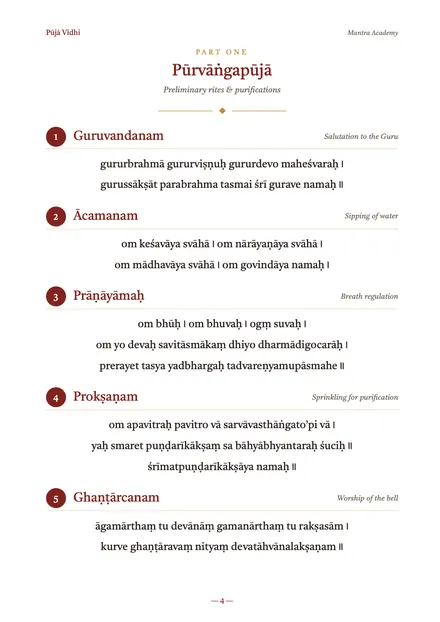 Pūjā Vidhi
Mantra Academy
PART ONE
Pūrvāṅgapūjā
Preliminary rites & purifications
1 Guruvandanam Salutation to the Guru
gururbrahmā gururviṣṇuḥ gururdevo maheśvaraḥ ।
gurussākṣāt parabrahma tasmai śrī gurave namaḥ ॥
2 Ācamanam Sipping of water
om keśavāya svāhā । om nārāyaṇāya svāhā ।
om mādhavāya svāhā । om govindāya namaḥ ।
3 Prāṇāyāmaḥ Breath regulation
om bhūḥ । om bhuvaḥ । ogṃ suvaḥ ।
om yo devaḥ savitāsmākaṃ dhiyo dharmādigocarāḥ ।
prerayet tasya yadbhargaḥ tadvareṇyamupāsmahe ॥
4 Prokṣaṇam Sprinkling for purification
om apavitraḥ pavitro vā sarvāvasthāṅgato'pi vā ।
yaḥ smaret puṇḍarīkākṣaṃ sa bāhyābhyantaraḥ śuciḥ ॥
śrīmatpuṇḍarīkākṣāya namaḥ ॥
5 Ghaṇṭārcanam Worship of the bell
āgamārthaṃ tu devānāṃ gamanārthaṃ tu rakṣasām ।
kurve ghaṇṭāravaṃ nityaṃ devatāhvānalakṣaṇam ॥
— 4 —